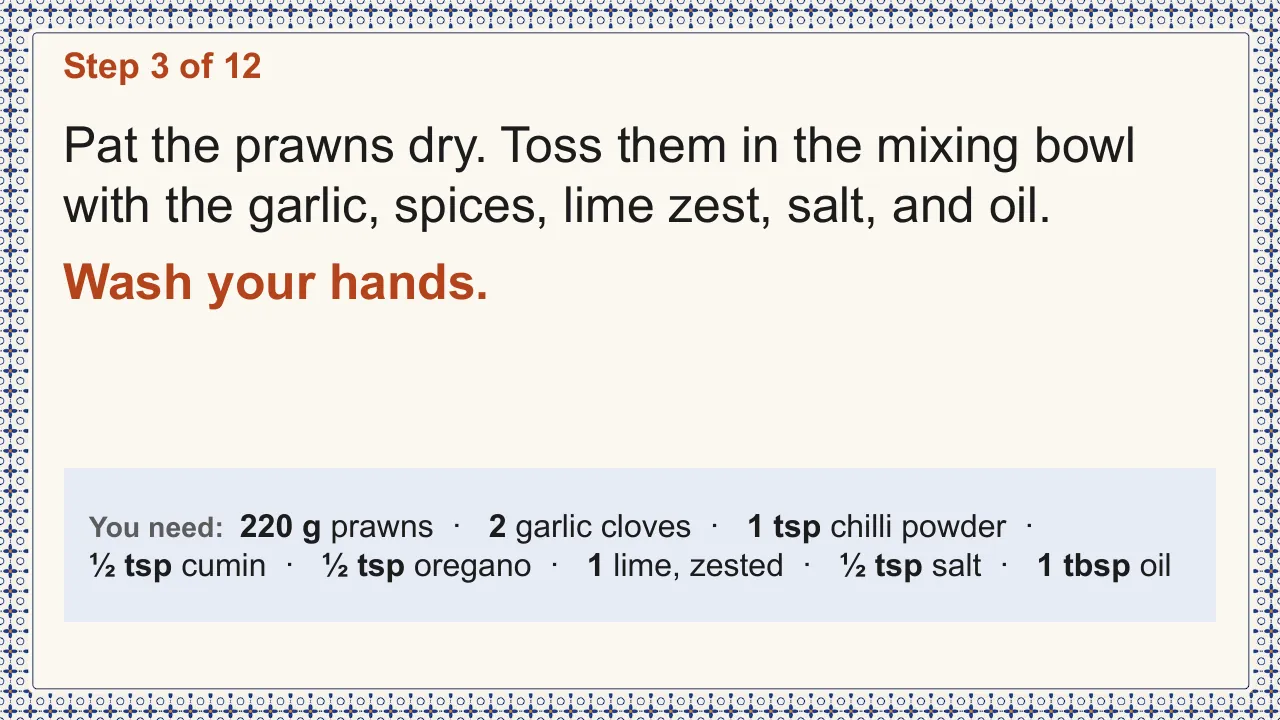 Step 3 of 12
Pat the prawns dry. Toss them in the mixing bowl
with the garlic, spices, lime zest, salt, and oil.
Wash your hands.
You need: 220 g prawns · 2 garlic cloves · 1 tsp chilli powder ·
½ tsp cumin · ½ tsp oregano · 1 lime, zested · ½ tsp salt · 1 tbsp oil